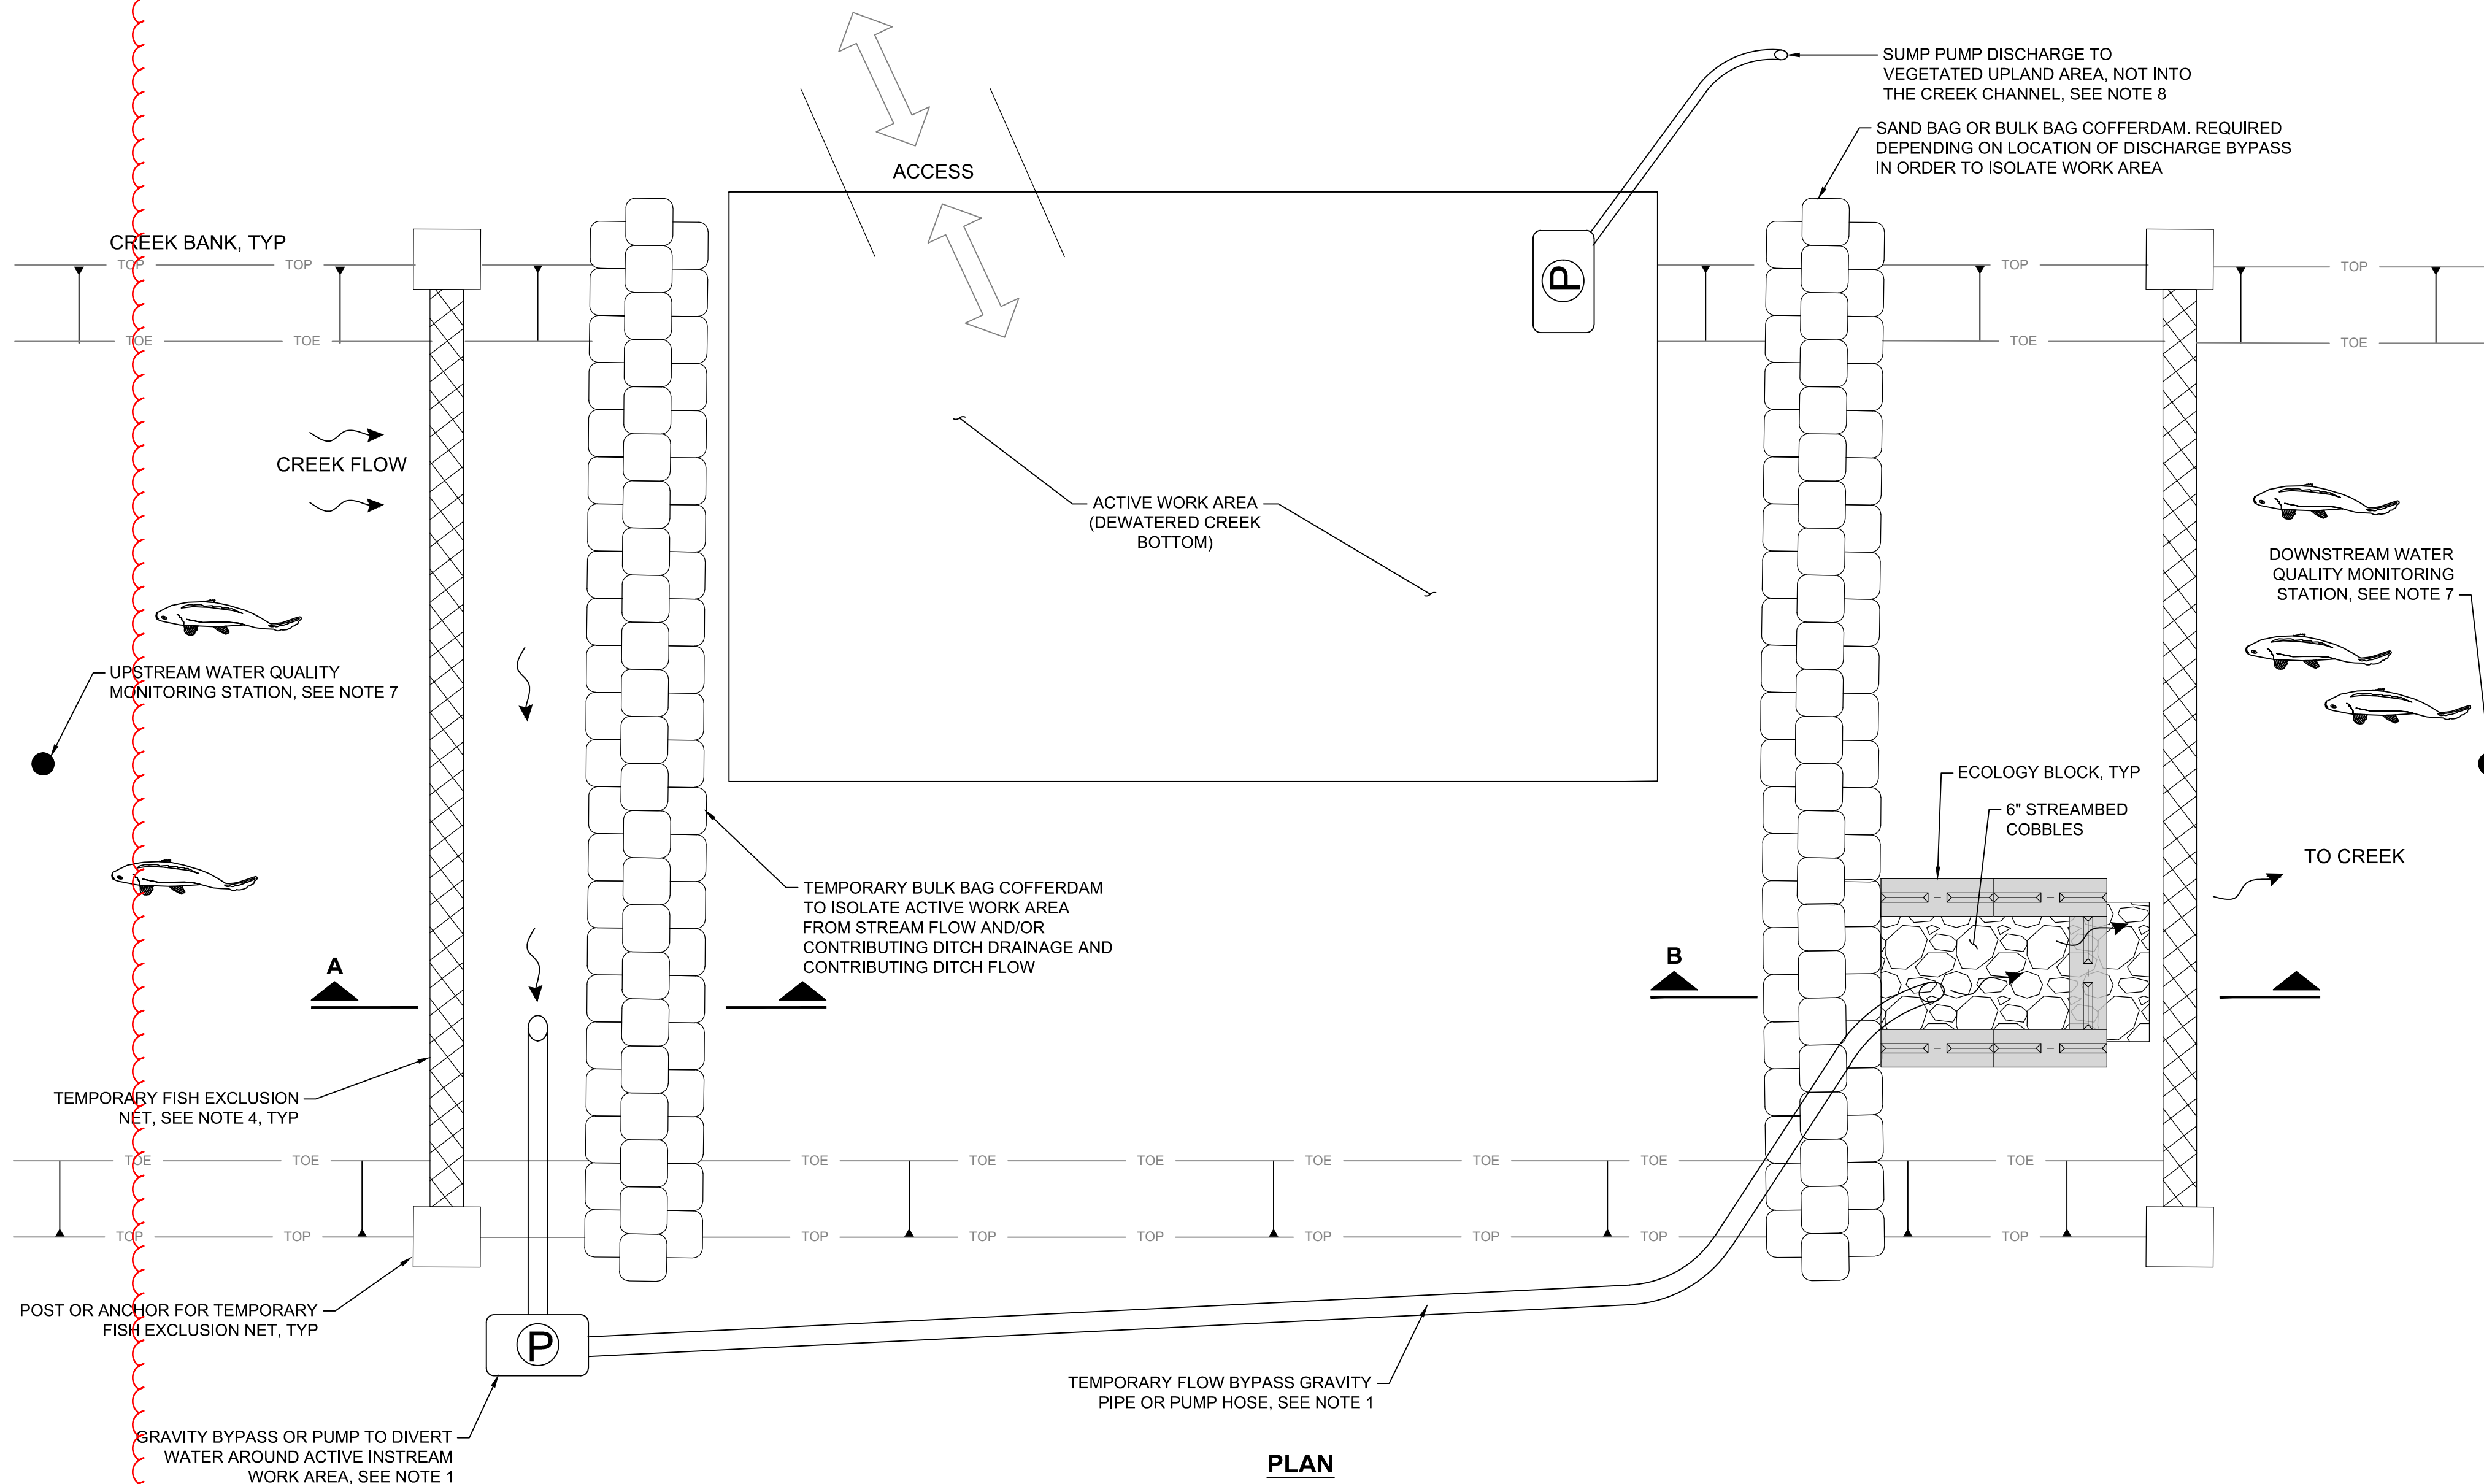 SUMP PUMP DISCHARGE TO
VEGETATED UPLAND AREA, NOT INTO
THE CREEK CHANNEL, SEE NOTE 8
SAND BAG OR BULK BAG COFFERDAM. REQUIRED
DEPENDING ON LOCATION OF DISCHARGE BYPASS
IN ORDER TO ISOLATE WORK AREA
ACCESS
CREEK BANK, TYP
TOP TOP TOP TOP
P
TOE TOE TOE TOE
CREEK FLOW
ACTIVE WORK AREA
(DEWATERED CREEK
BOTTOM)
DOWNSTREAM WATER
QUALITY MONITORING
STATION, SEE NOTE 7
UPSTREAM WATER QUALITY
MONITORING STATION, SEE NOTE 7
ECOLOGY BLOCK, TYP
6" STREAMBED
COBBLES
TO CREEK
TEMPORARY BULK BAG COFFERDAM
TO ISOLATE ACTIVE WORK AREA
FROM STREAM FLOW AND/OR
CONTRIBUTING DITCH DRAINAGE AND
CONTRIBUTING DITCH FLOW
A
B
TEMPORARY FISH EXCLUSION
NET, SEE NOTE 4, TYP
TOE TOE TOE TOE TOE TOE TOE TOE TOE
TOP TOP TOP TOP TOP TOP TOP TOP TOP
POST OR ANCHOR FOR TEMPORARY
FISH EXCLUSION NET, TYP
P
TEMPORARY FLOW BYPASS GRAVITY
PIPE OR PUMP HOSE, SEE NOTE 1
GRAVITY BYPASS OR PUMP TO DIVERT
WATER AROUND ACTIVE INSTREAM
WORK AREA, SEE NOTE 1
PLAN